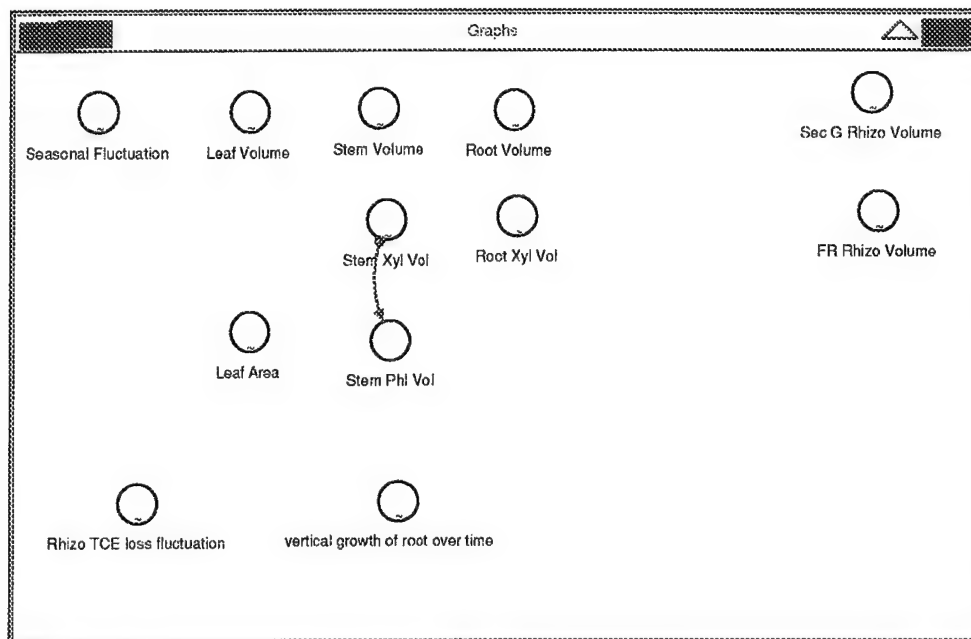 Graphs
Seasonal Fluctuation
Leaf Volume
Stem Volume
Root Volume
Sec G Rhizo Volume
Stem Xyl Vol
Root Xyl Vol
FR Rhizo Volume
Leaf Area
Stem Phl Vol
Rhizo TCE loss fluctuation
vertical growth of root over time